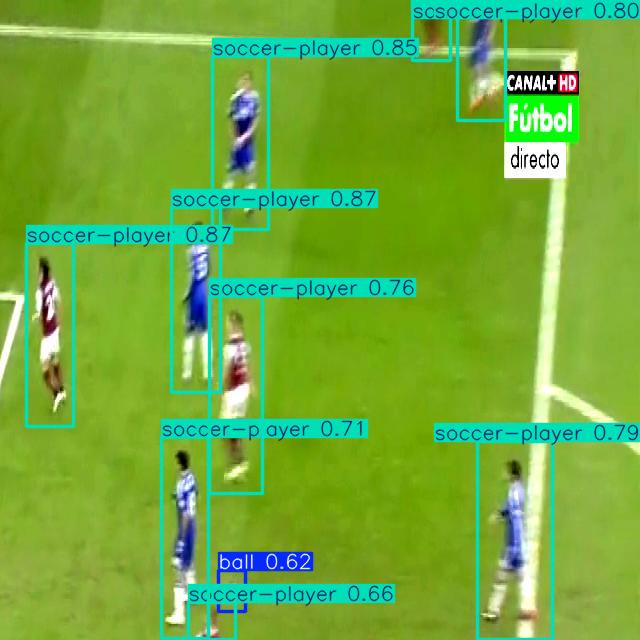 soccer-player 0.80
soccer-player 0.85
CANAL+ HD
Fútbol
directo
soccer-player 0.87
soccer-player 0.87
soccer-player 0.76
soccer-player 0.71
soccer-player 0.79
ball 0.62
soccer-player 0.66